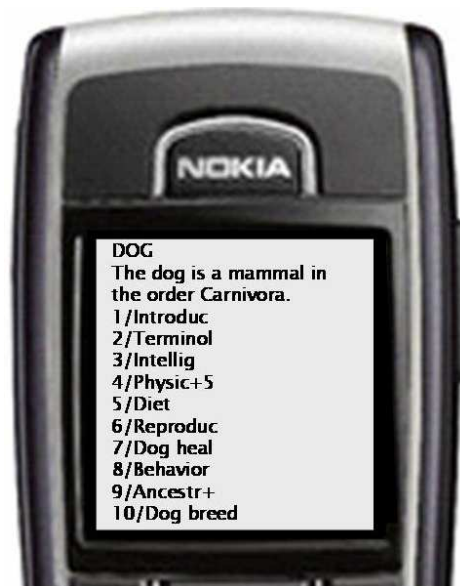 NOKIA
DOG
The dog is a mammal in
the order Carnivora.
1/Introduc
2/Terminol
3/Intellig
4/Physic+5
5/Diet
6/Reproduc
7/Dog heal
8/Behavior
9/Ancestr+
10/Dog breed